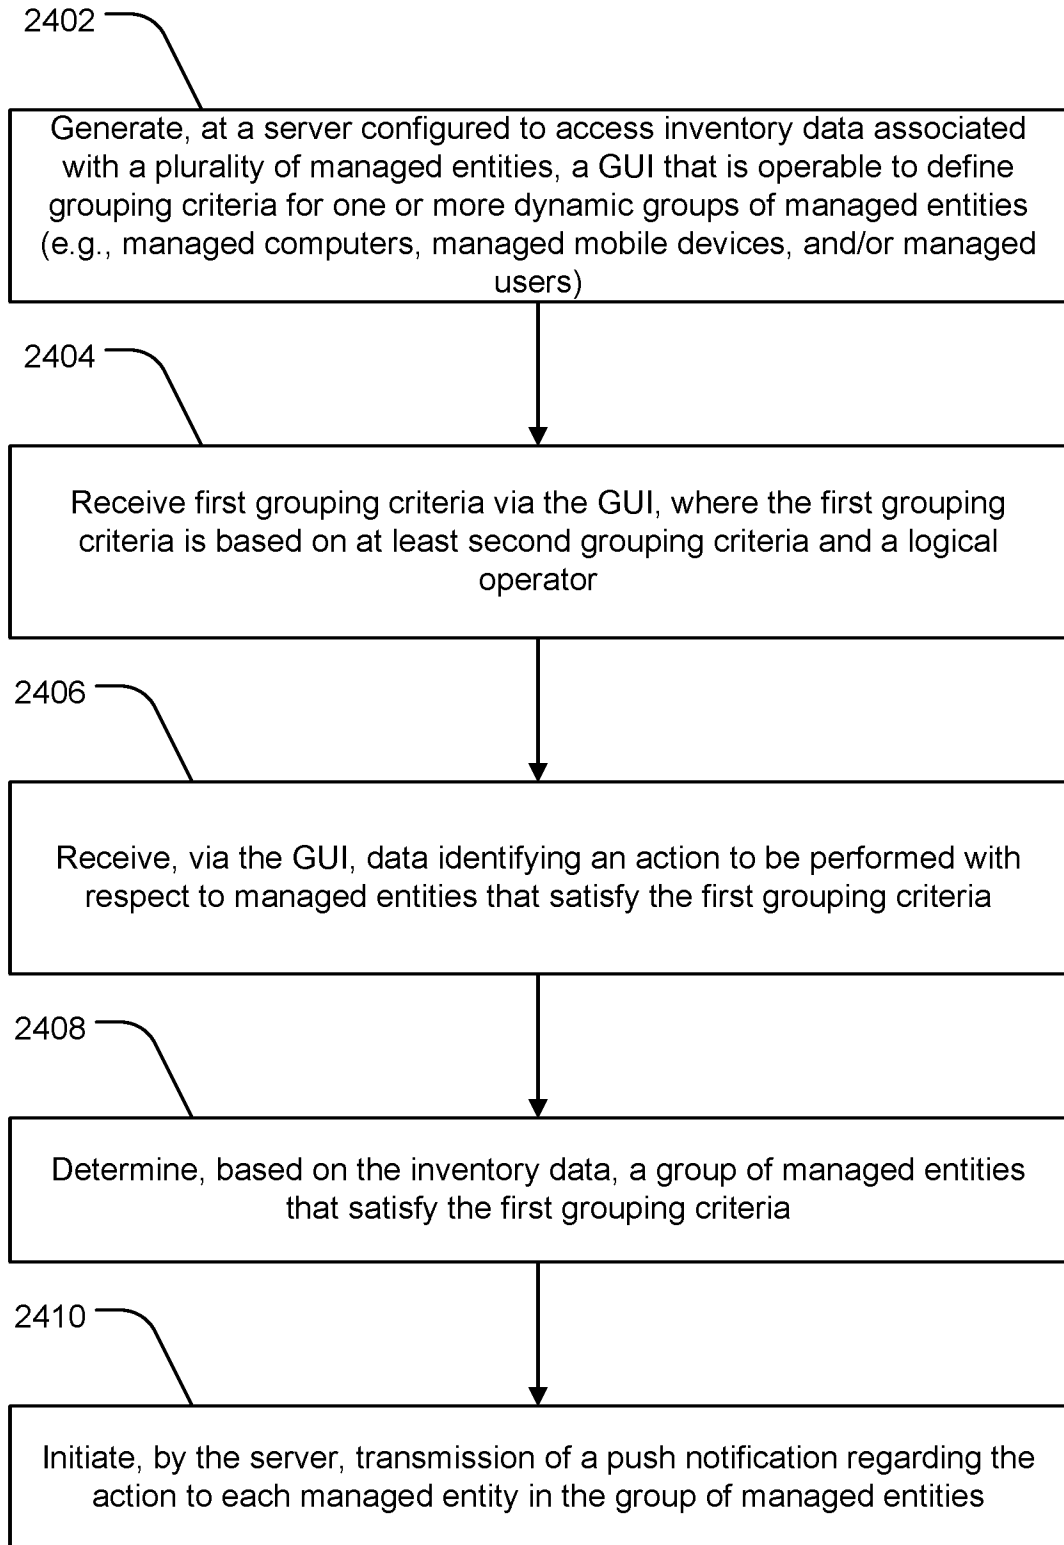 2402
Generate, at a server configured to access inventory data associated
with a plurality of managed entities, a GUI that is operable to define
grouping criteria for one or more dynamic groups of managed entities
(e.g., managed computers, managed mobile devices, and/or managed
users)
2404
Receive first grouping criteria via the GUI, where the first grouping
criteria is based on at least second grouping criteria and a logical
operator
2406
Receive, via the GUI, data identifying an action to be performed with
respect to managed entities that satisfy the first grouping criteria
2408
Determine, based on the inventory data, a group of managed entities
that satisfy the first grouping criteria
2410
Initiate, by the server, transmission of a push notification regarding the
action to each managed entity in the group of managed entities